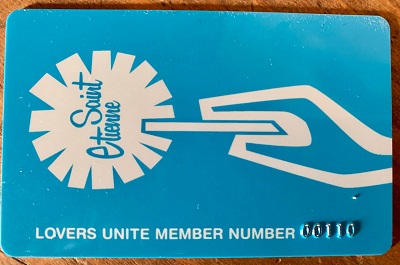 Saint
etienne
LOVERS UNITE MEMBER NUMBER 00110